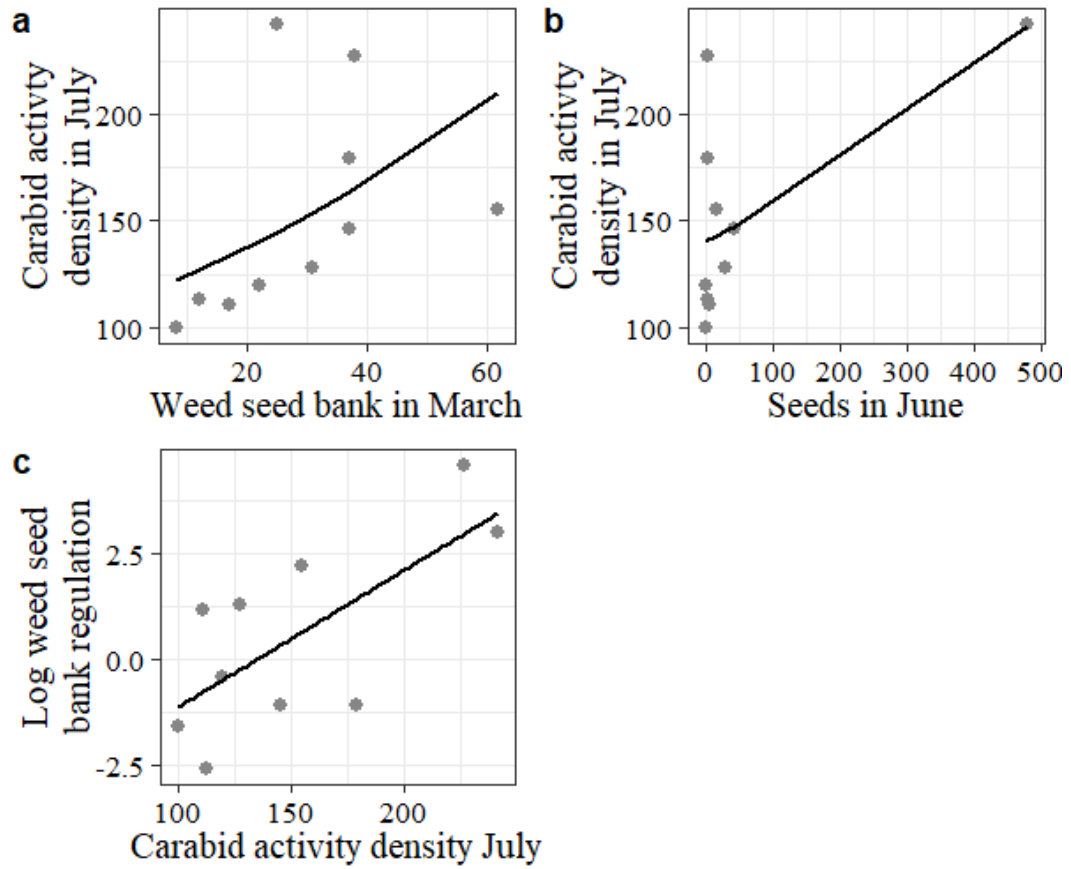 a
Carabid activty
density in July
200
150
100
20 40 60
Weed seed bank in March
b
Carabid activty
density in July
200
150
100
0 100 200 300 400 500
Seeds in June
c
Log weed seed
bank regulation
2.5
0.0
-2.5
100 150 200
Carabid activity density July